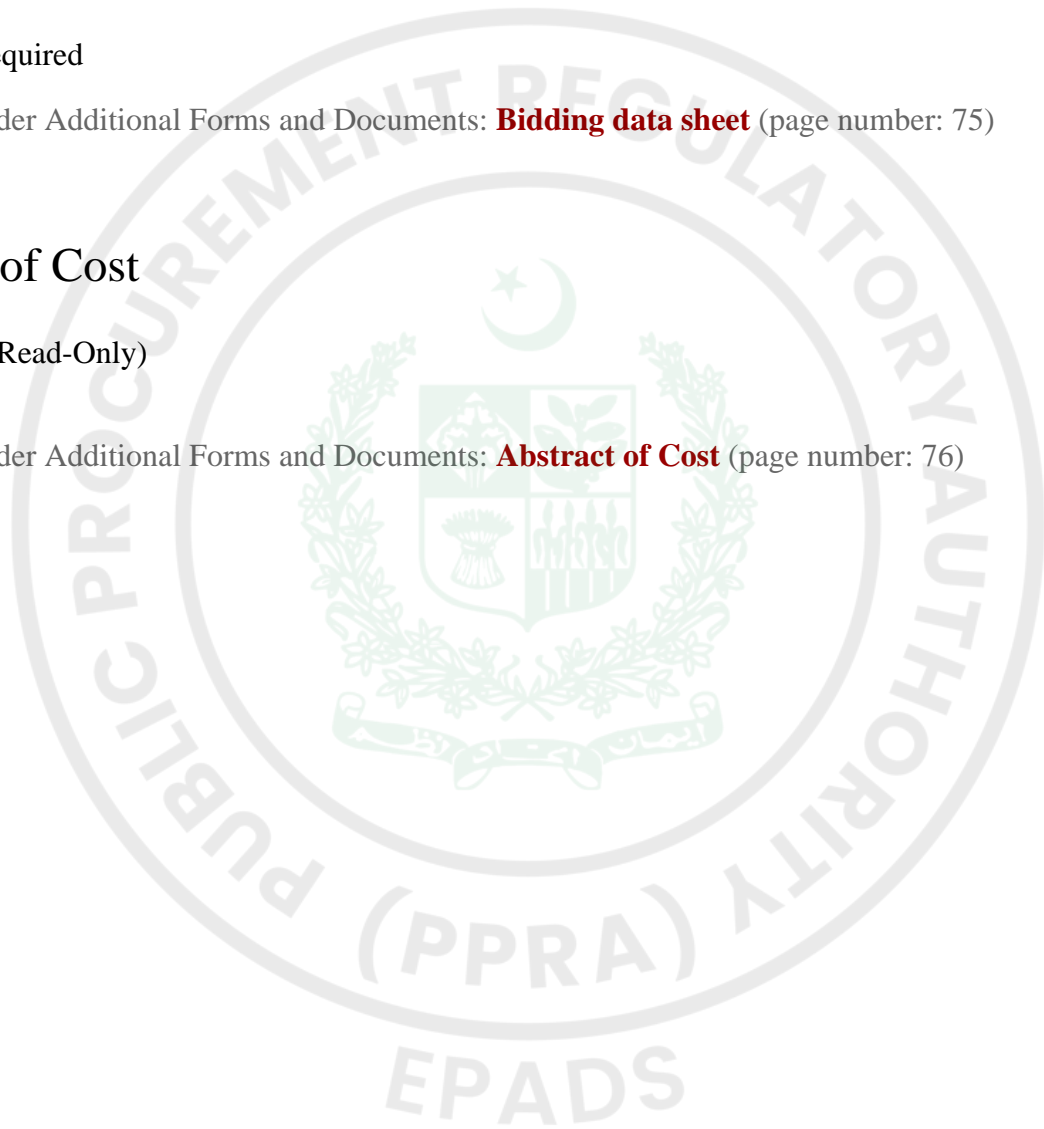 equired
der Additional Forms and Documents: Bidding data sheet (page number: 75)
of Cost
Read-Only)
der Additional Forms and Documents: Abstract of Cost (page number: 76)
PUBLIC PROCUREMENT REGULATORY AUTHORITY
(PPRA)
EPADS